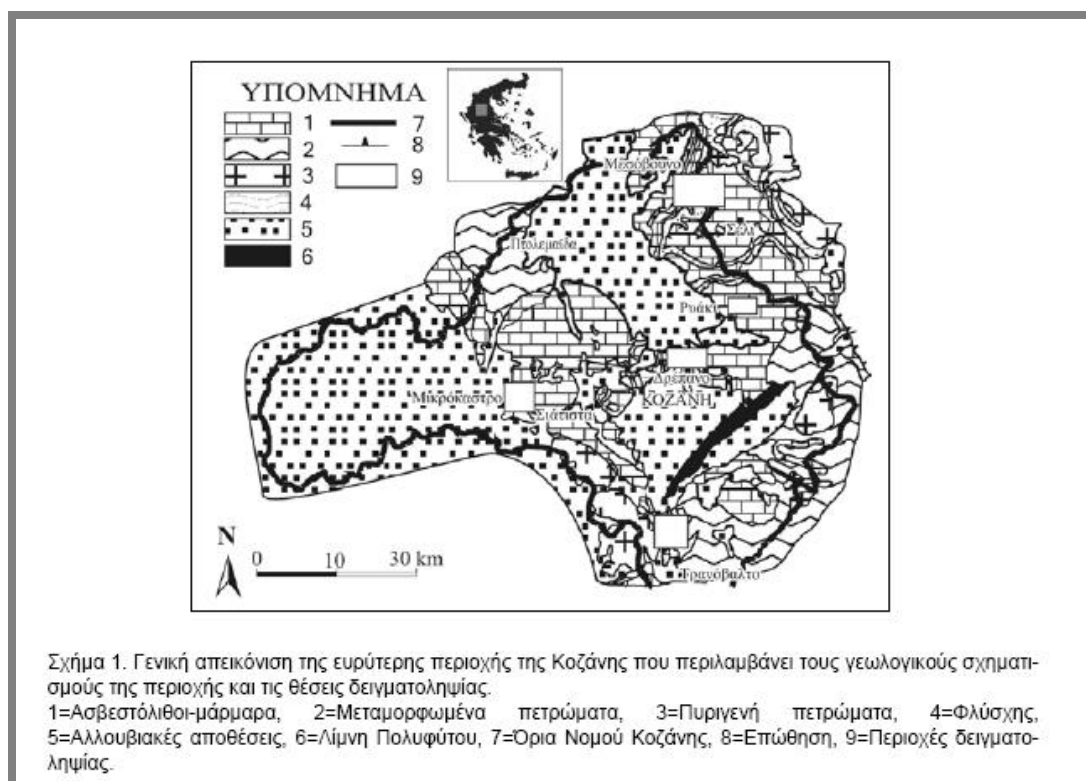 ΥΠΟΜΝΗΜΑ
1
2
3
4
5
6
7
8
9
Μεσόβουνο
Σέλι
Πτολεμαΐδα
Ρυάκι
Δρέπανο
ΚΟΖΑΝΗ
Μικρόκαστρο
Σιάτιστα
Τρανόβαλτο
N
0 10 30 km
Σχήμα 1. Γενική απεικόνιση της ευρύτερης περιοχής της Κοζάνης που περιλαμβάνει τους γεωλογικούς σχηματι-
σμούς της περιοχής και τις θέσεις δειγματοληψίας.
1=Ασβεστόλιθοι-μάρμαρα, 2=Μεταμορφωμένα πετρώματα, 3=Πυριγενή πετρώματα, 4=Φλύσχης,
5=Αλλουβιακές αποθέσεις, 6=Λίμνη Πολυφύτου, 7=Όρια Νομού Κοζάνης, 8=Επώθηση, 9=Περιοχές δειγματο-
ληψίας.